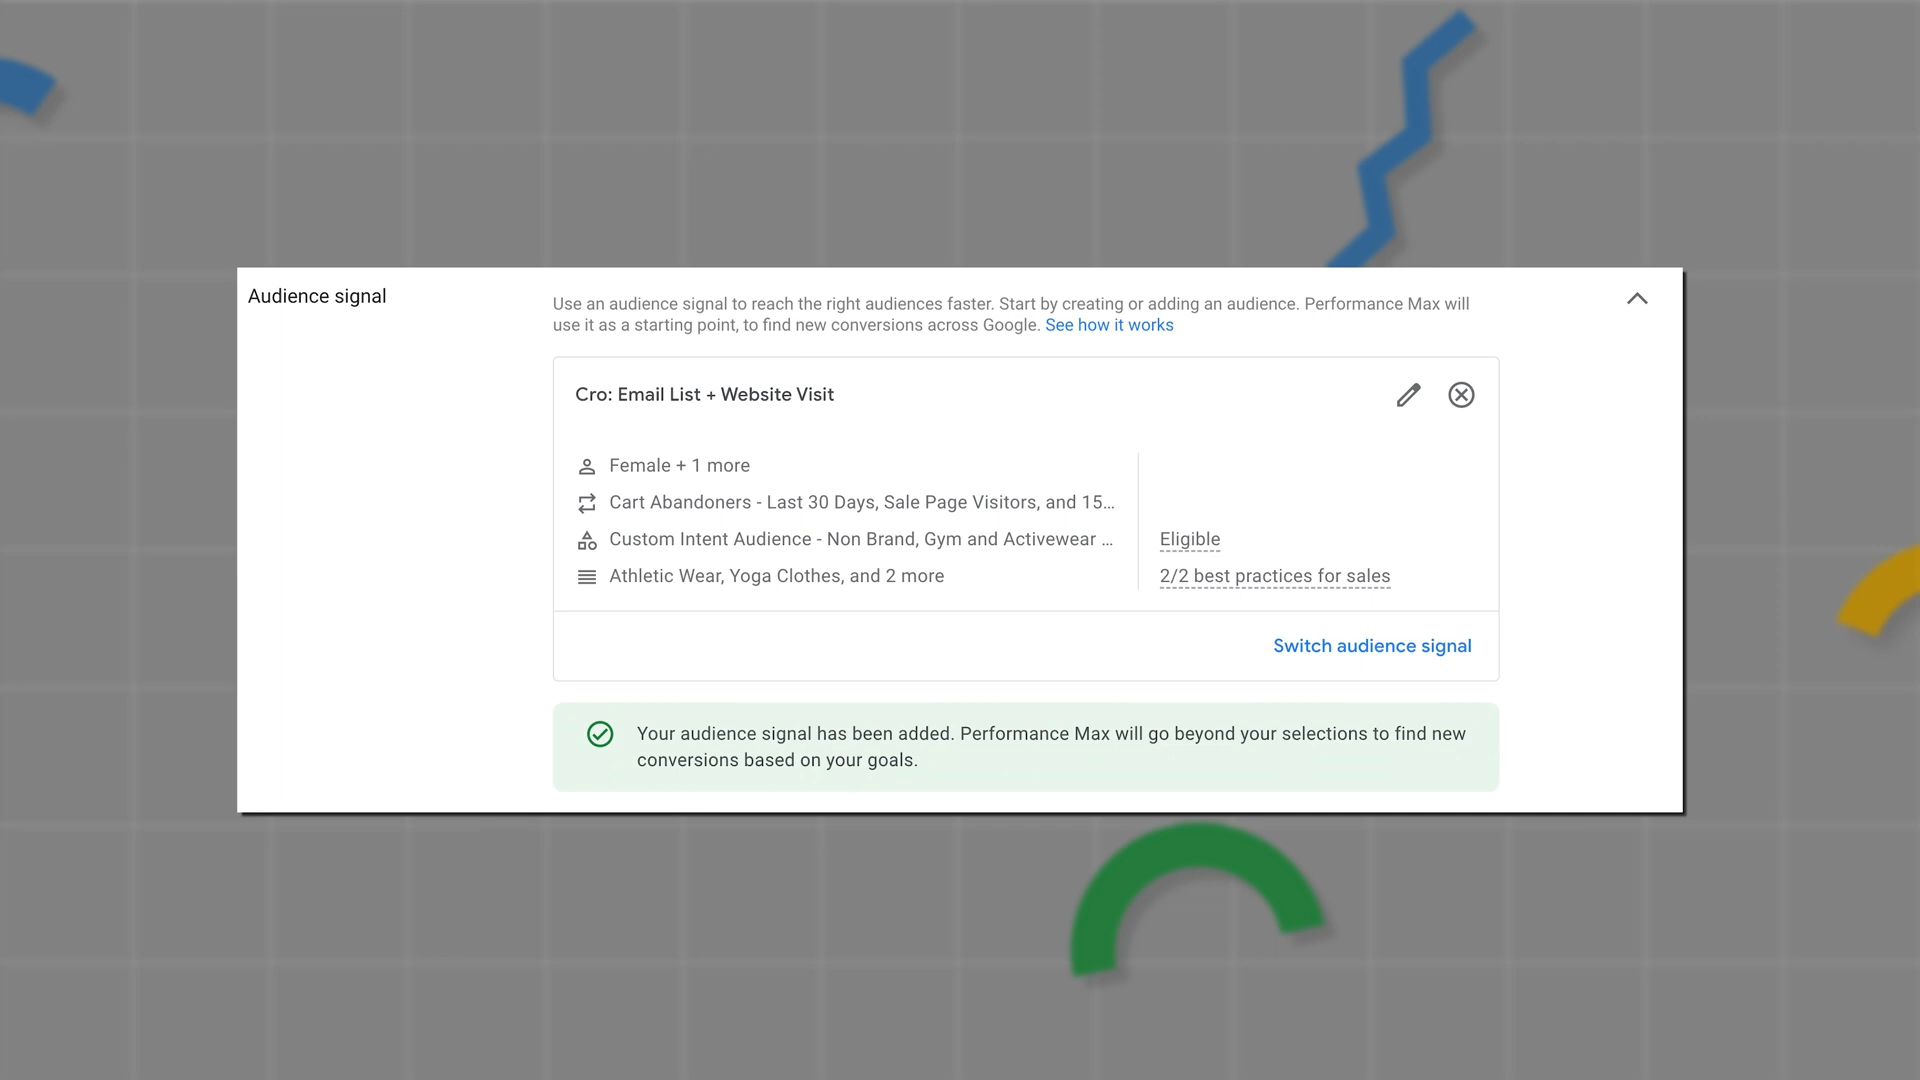 Audience signal
Use an audience signal to reach the right audiences faster. Start by creating or adding an audience. Performance Max will
use it as a starting point, to find new conversions across Google. See how it works
Cro: Email List + Website Visit
Female + 1 more
Cart Abandoners - Last 30 Days, Sale Page Visitors, and 15...
Custom Intent Audience - Non Brand, Gym and Activewear ...
Eligible
Athletic Wear, Yoga Clothes, and 2 more
2/2 best practices for sales
Switch audience signal
Your audience signal has been added. Performance Max will go beyond your selections to find new
conversions based on your goals.